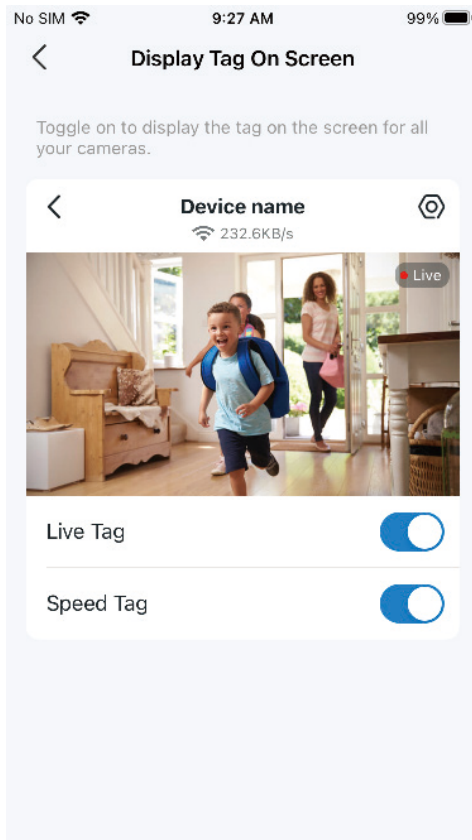 No SIM 9:27 AM 99%
Display Tag On Screen
Toggle on to display the tag on the screen for all
your cameras.
Device name
232.6KB/s
Live
Live Tag
Speed Tag